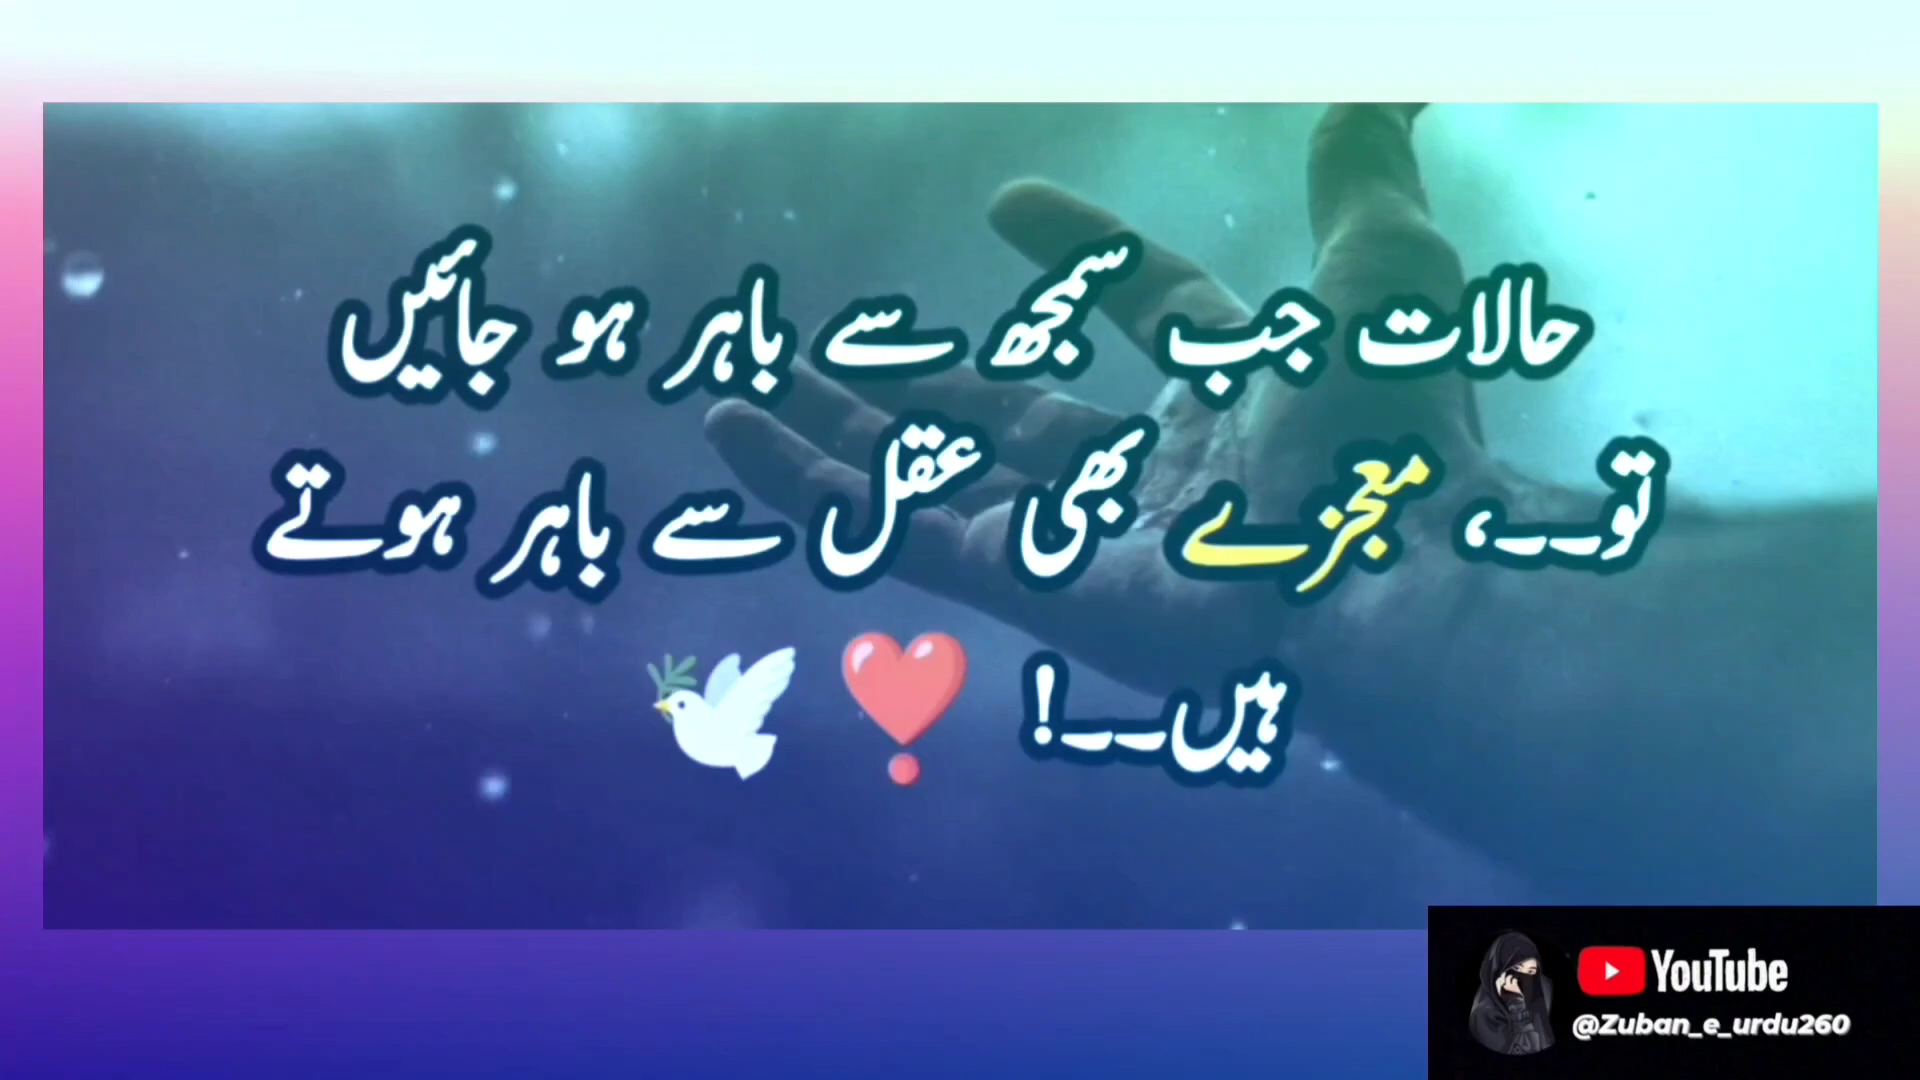 حالات جب سمجھ سے باہر ہو جائیں
تو۔۔، معجزے بھی عقل سے باہر ہوتے
ہیں۔۔! ❣️ 🕊️
YouTube
@Zuban_e_urdu260